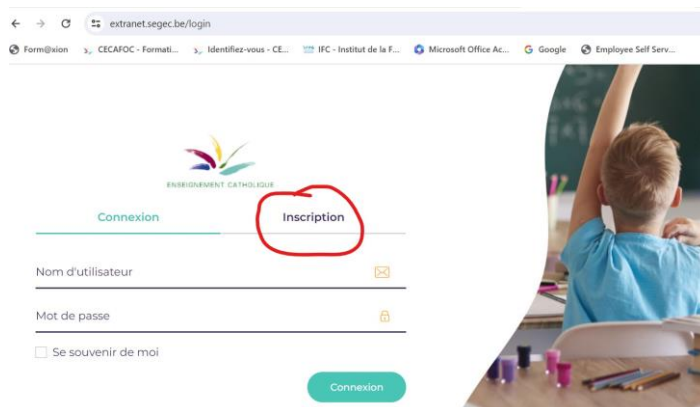 extranet.segec.be/login
Form@xion CECAFOC - Formati... Identifiez-vous - CE... IFC - Institut de la F... Microsoft Office Ac... Google Employee Self Serv...
ENSEIGNEMENT CATHOLIQUE
Connexion Inscription
Nom d'utilisateur
Mot de passe
Se souvenir de moi
Connexion